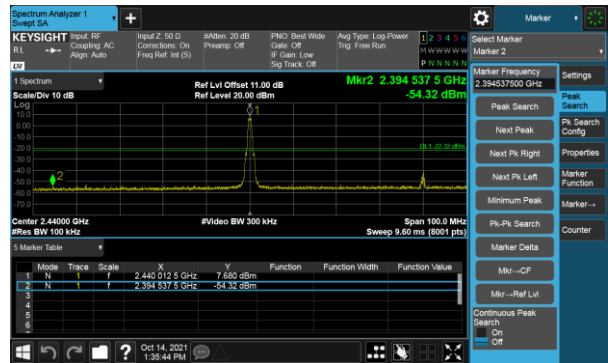 Spectrum Analyzer 1
Swept SA
+
Marker
KEYSIGHT Input: RF Input Z: 50 Ω #Atten: 20 dB PNO: Best Wide Avg Type: Log-Power 1 2 3 4 5 6
RL Coupling: AC Corrections: On Preamp: Off Gate: Off Trig: Free Run M W W W W W
Align: Auto Freq Ref: Int (S) IF Gain: Low P N N N N N
Sig Track: Off
LXI
1 Spectrum
Scale/Div 10 dB
Ref Lvl Offset 11.00 dB
Ref Level 20.00 dBm
Mkr2 2.394 537 5 GHz
-54.32 dBm
Log
10.0
0.00
-10.0
-20.0
-30.0
-40.0
-50.0
-60.0
-70.0
1
2
DL1 -22.32 dBm
Center 2.44000 GHz #Video BW 300 kHz Span 100.0 MHz
#Res BW 100 kHz Sweep 9.60 ms (8001 pts)
5 Marker Table
Mode Trace Scale X Y Function Function Width Function Value
1 N 1 f 2.440 012 5 GHz 7.680 dBm
2 N 1 f 2.394 537 5 GHz -54.32 dBm
3
4
5
6
Oct 14, 2021
1:35:44 PM
?
Select Marker
Marker 2
Marker Frequency
2.394537500 GHz
Peak Search
Next Peak
Next Pk Right
Next Pk Left
Minimum Peak
Pk-Pk Search
Marker Delta
Mkr→CF
Mkr→Ref Lvl
Continuous Peak
Search
On
Off
Settings
Peak
Search
Pk Search
Config
Properties
Marker
Function
Marker→
Counter